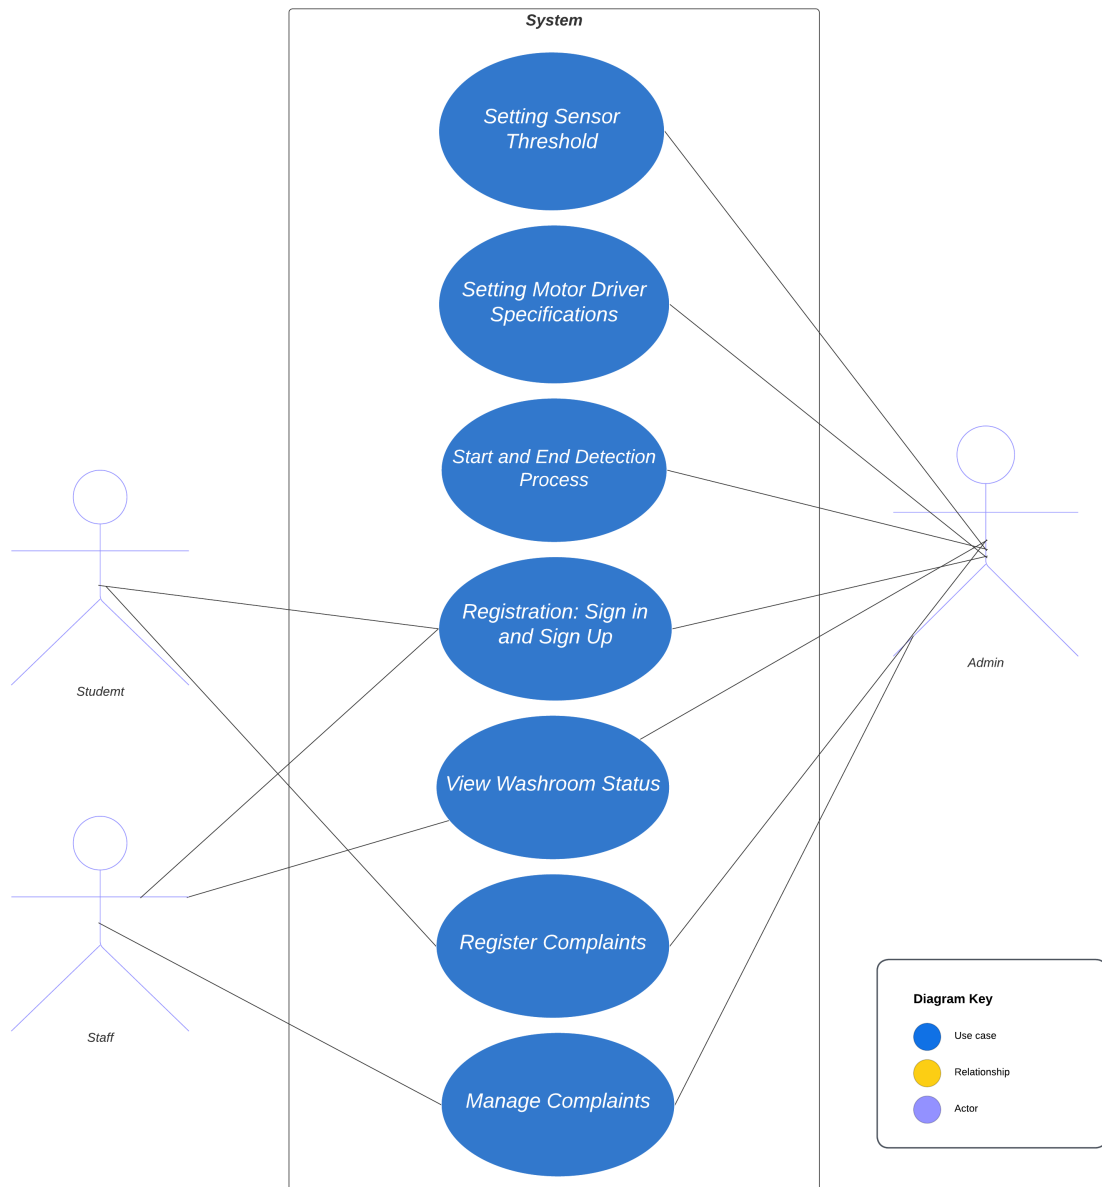 System
Setting Sensor
Threshold
Setting Motor Driver
Specifications
Start and End Detection
Process
Registration: Sign in
and Sign Up
View Washroom Status
Register Complaints
Manage Complaints
Studemt
Staff
Admin
Diagram Key
Use case
Relationship
Actor